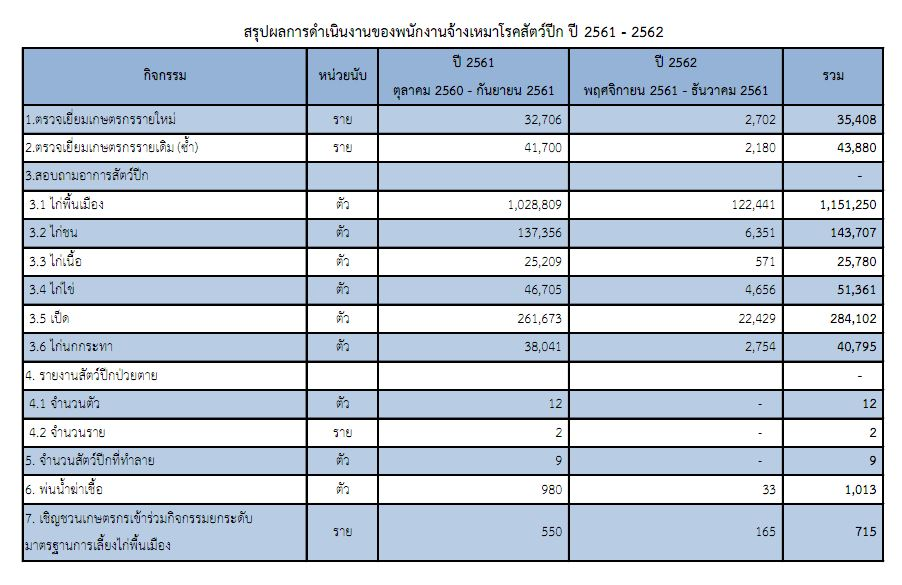 สรุปผลการดำเนินงานของพนักงานจ้างเหมาโรคสัตว์ปีก ปี 2561 - 2562
กิจกรรม หน่วยนับ ปี 2561 ปี 2562 รวม
ตุลาคม 2560 - กันยายน 2561 พฤศจิกายน 2561 - ธันวาคม 2561
1.ตรวจเยี่ยมเกษตรกรรายใหม่ ราย 32,706 2,702 35,408
2.ตรวจเยี่ยมเกษตรกรรายเดิม (ซ้ำ) ราย 41,700 2,180 43,880
3.สอบถามอาการสัตว์ปีก -
3.1 ไก่พื้นเมือง ตัว 1,028,809 122,441 1,151,250
3.2 ไก่ชน ตัว 137,356 6,351 143,707
3.3 ไก่เนื้อ ตัว 25,209 571 25,780
3.4 ไก่ไข่ ตัว 46,705 4,656 51,361
3.5 เป็ด ตัว 261,673 22,429 284,102
3.6 ไก่นกกระทา ตัว 38,041 2,754 40,795
4. รายงานสัตว์ปีกป่วยตาย -
4.1 จำนวนตัว ตัว 12 - 12
4.2 จำนวนราย ราย 2 - 2
5. จำนวนสัตว์ปีกที่ทำลาย ตัว 9 - 9
6. พ่นน้ำฆ่าเชื้อ ตัว 980 33 1,013
7. เชิญชวนเกษตรกรเข้าร่วมกิจกรรมยกระดับ
มาตรฐานการเลี้ยงไก่พื้นเมือง ราย 550 165 715